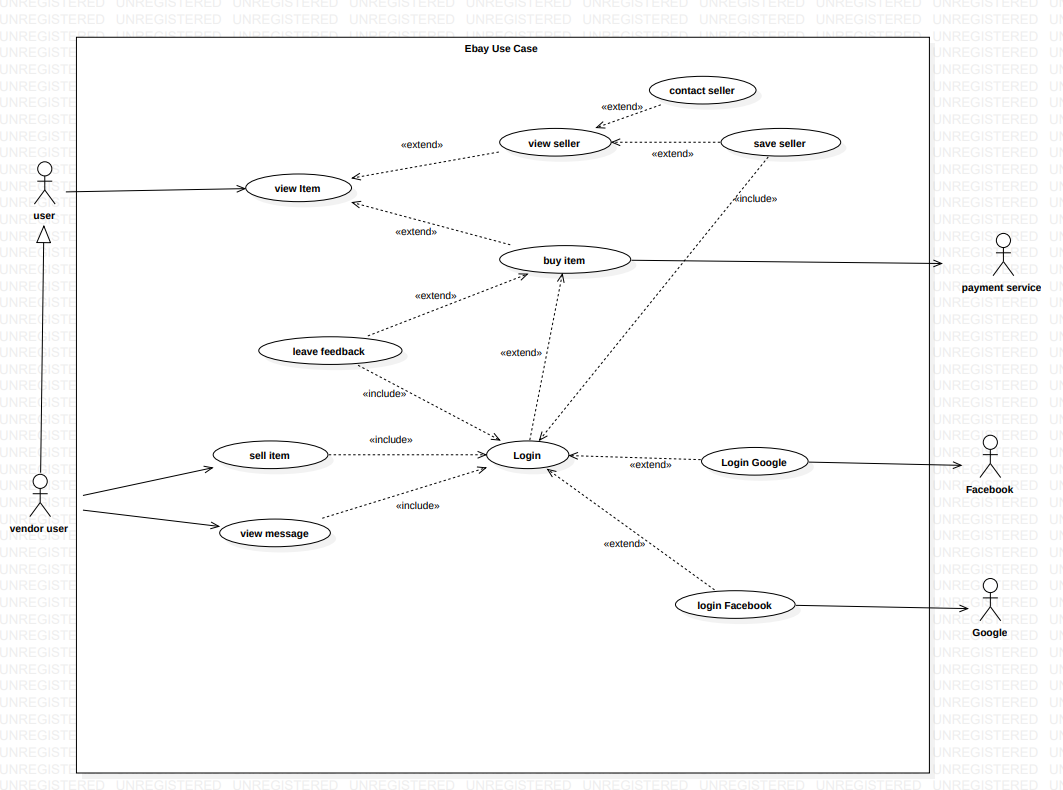 Ebay Use Case
contact seller
«extend»
view seller
save seller
«extend»
«extend»
view Item
«include»
user
«extend»
buy item
payment service
«extend»
leave feedback
«extend»
«include»
«include»
sell item
Login
Login Google
«extend»
Facebook
«include»
vendor user
view message
«extend»
login Facebook
Google
UNREGISTERED